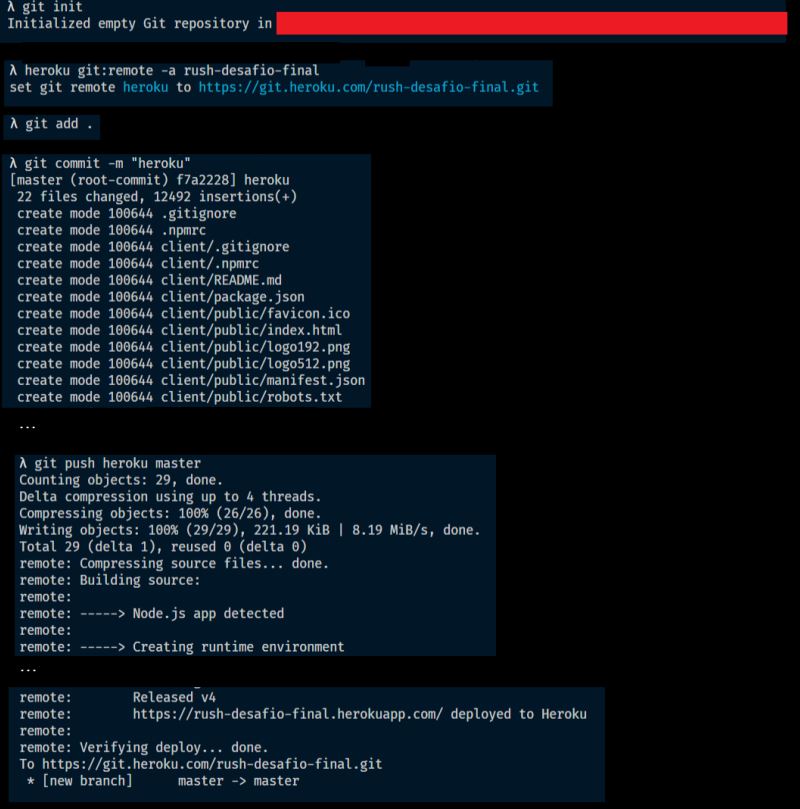 λ git init
Initialized empty Git repository in
λ heroku git:remote -a rush-desafio-final
set git remote heroku to https://git.heroku.com/rush-desafio-final.git
λ git add .
λ git commit -m "heroku"
[master (root-commit) f7a2228] heroku
 22 files changed, 12492 insertions(+)
 create mode 100644 .gitignore
 create mode 100644 .npmrc
 create mode 100644 client/.gitignore
 create mode 100644 client/.npmrc
 create mode 100644 client/README.md
 create mode 100644 client/package.json
 create mode 100644 client/public/favicon.ico
 create mode 100644 client/public/index.html
 create mode 100644 client/public/logo192.png
 create mode 100644 client/public/logo512.png
 create mode 100644 client/public/manifest.json
 create mode 100644 client/public/robots.txt
...
λ git push heroku master
Counting objects: 29, done.
Delta compression using up to 4 threads.
Compressing objects: 100% (26/26), done.
Writing objects: 100% (29/29), 221.19 KiB | 8.19 MiB/s, done.
Total 29 (delta 1), reused 0 (delta 0)
remote: Compressing source files... done.
remote: Building source:
remote:
remote: -----> Node.js app detected
remote:
remote: -----> Creating runtime environment
...
remote:        Released v4
remote:        https://rush-desafio-final.herokuapp.com/ deployed to Heroku
remote:
remote: Verifying deploy... done.
To https://git.heroku.com/rush-desafio-final.git
 * [new branch]      master -> master